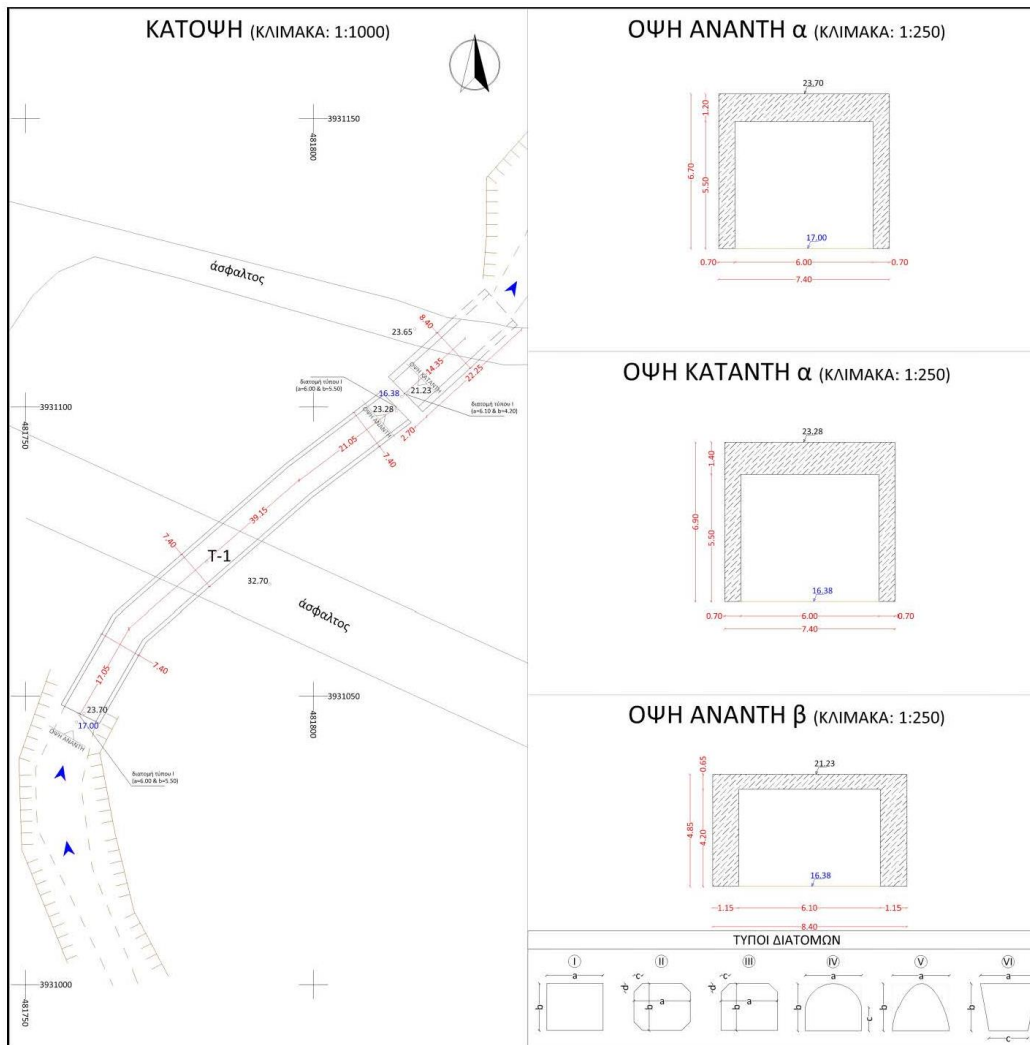 ΚΑΤΟΨΗ (ΚΛΙΜΑΚΑ: 1:1000)
3931150
481800
άσφαλτος
23.65
8.40
14.35
22.25
ΟΨΗ ΚΑΤΑΝΤΗ
διατομή τύπου I
(a=6.00 & b=5.50)
16.38
21.23
3931100
481750
23.28
ΟΨΗ ΑΝΑΝΤΗ
διατομή τύπου I
(a=6.10 & b=4.20)
2.70
21.05
7.40
39.15
7.40
T-1
32.70
άσφαλτος
7.40
17.05
23.70
17.00
ΟΨΗ ΑΝΑΝΤΗ
3931050
481800
διατομή τύπου I
(a=6.00 & b=5.50)
3931000
481750
ΟΨΗ ΑΝΑΝΤΗ α (ΚΛΙΜΑΚΑ: 1:250)
23.70
1.20
6.70
5.50
17.00
0.70
6.00
0.70
7.40
ΟΨΗ ΚΑΤΑΝΤΗ α (ΚΛΙΜΑΚΑ: 1:250)
23.28
1.40
6.90
5.50
16.38
0.70
6.00
0.70
7.40
ΟΨΗ ΑΝΑΝΤΗ β (ΚΛΙΜΑΚΑ: 1:250)
21.23
0.65
4.85
4.20
16.38
1.15
6.10
1.15
8.40
ΤΥΠΟΙ ΔΙΑΤΟΜΩΝ
I II III IV V VI
a c c a a a
b d b a d b a b c b b c